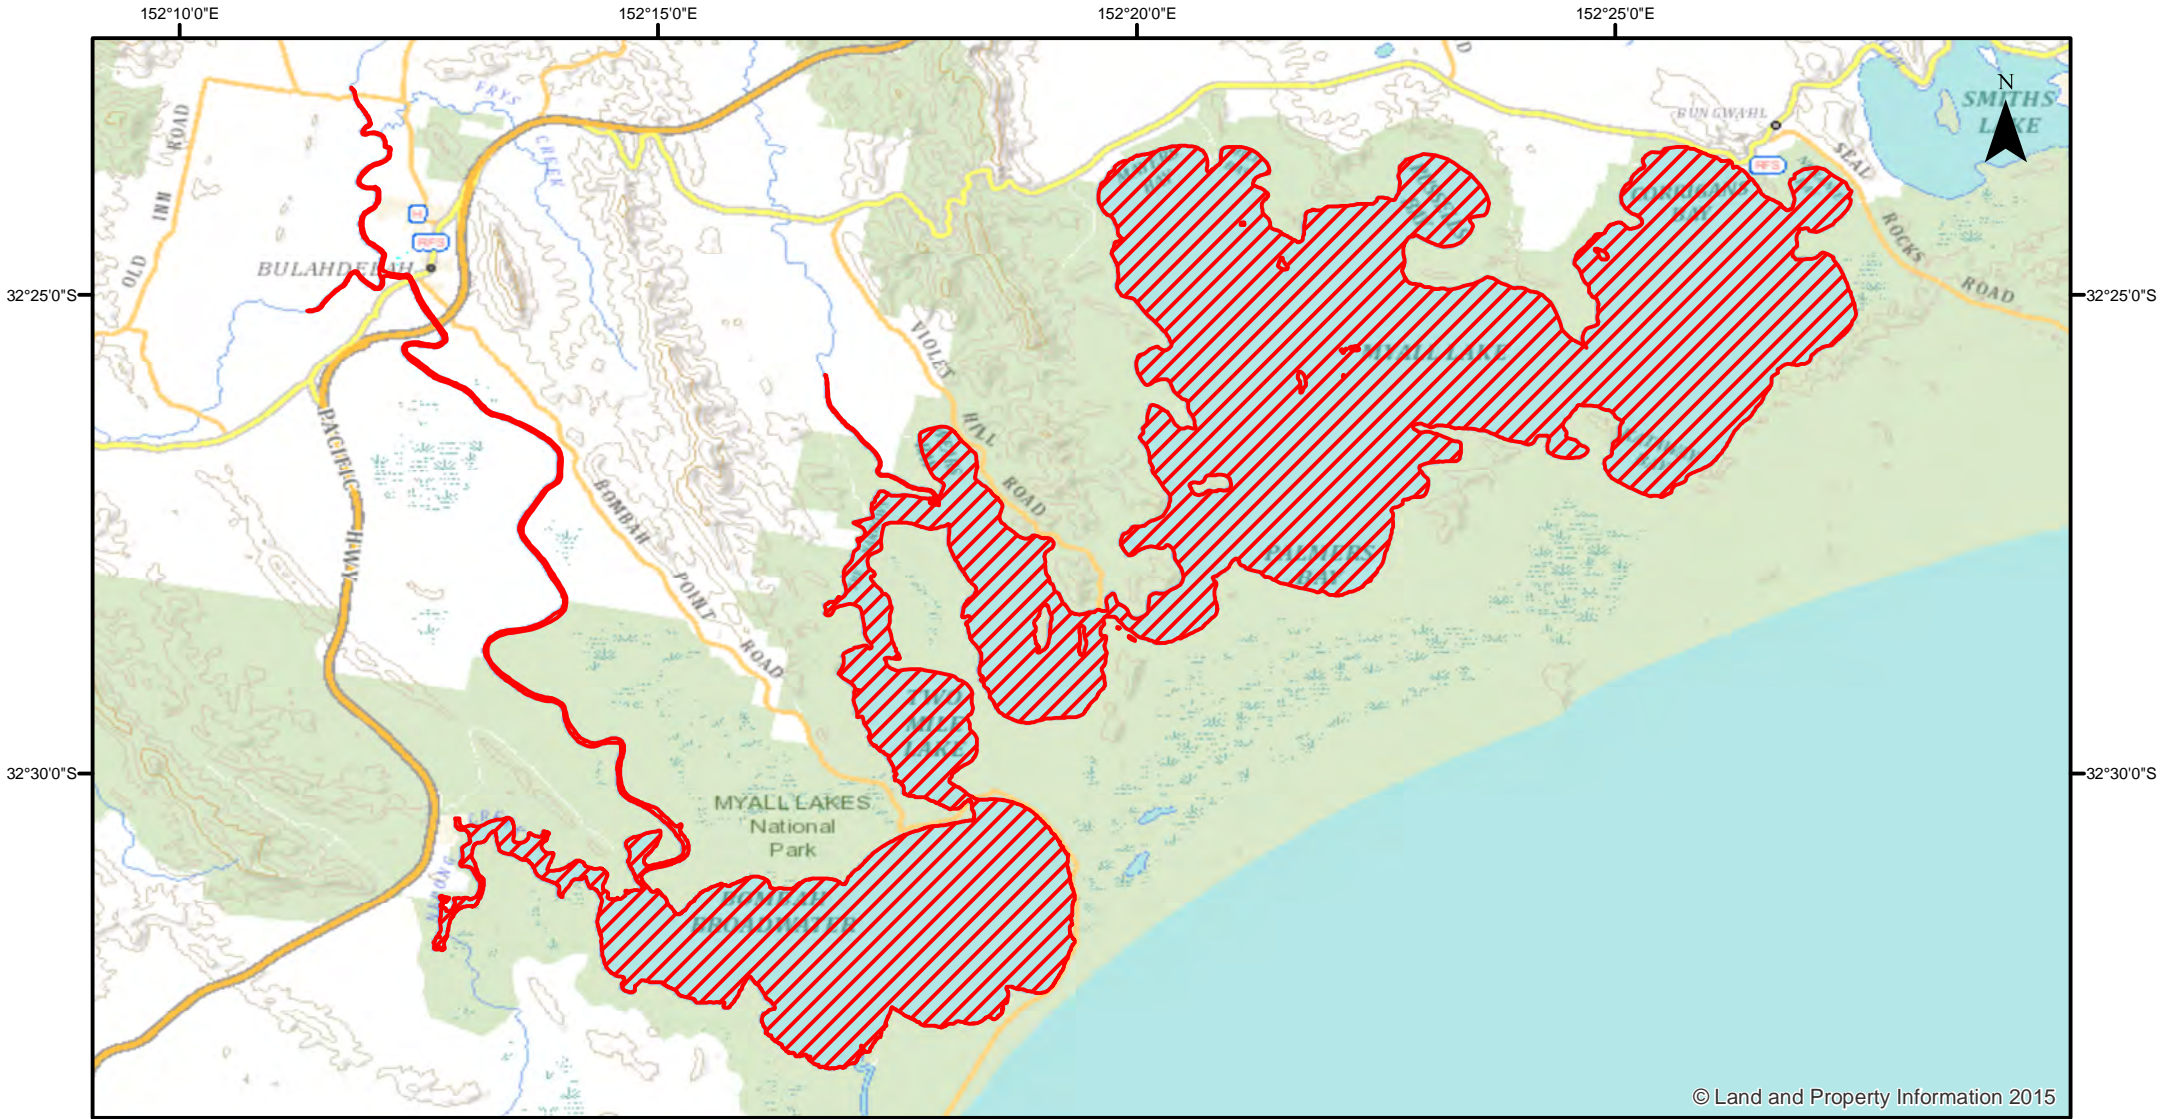 152°10'0"E
152°15'0"E
152°20'0"E
152°25'0"E
N
SMITHS
LAKE
FRYS
CREEK
BUNGWAHL
RFS
SEAL
ROCKS
ROAD
OLD
INN
ROAD
H
RFS
BULAHDELAH
CORRIGANS
BAY
32°25'0"S
32°25'0"S
VIOLET
HILL
ROAD
MYALL LAKE
PACIFIC
HWY
BOMBAH
POINT
ROAD
PALMERS
BAY
TWO
MILE
LAKE
32°30'0"S
32°30'0"S
MYALL LAKES
National
Park
BOMBAH
BROADWATER
© Land and Property Information 2015